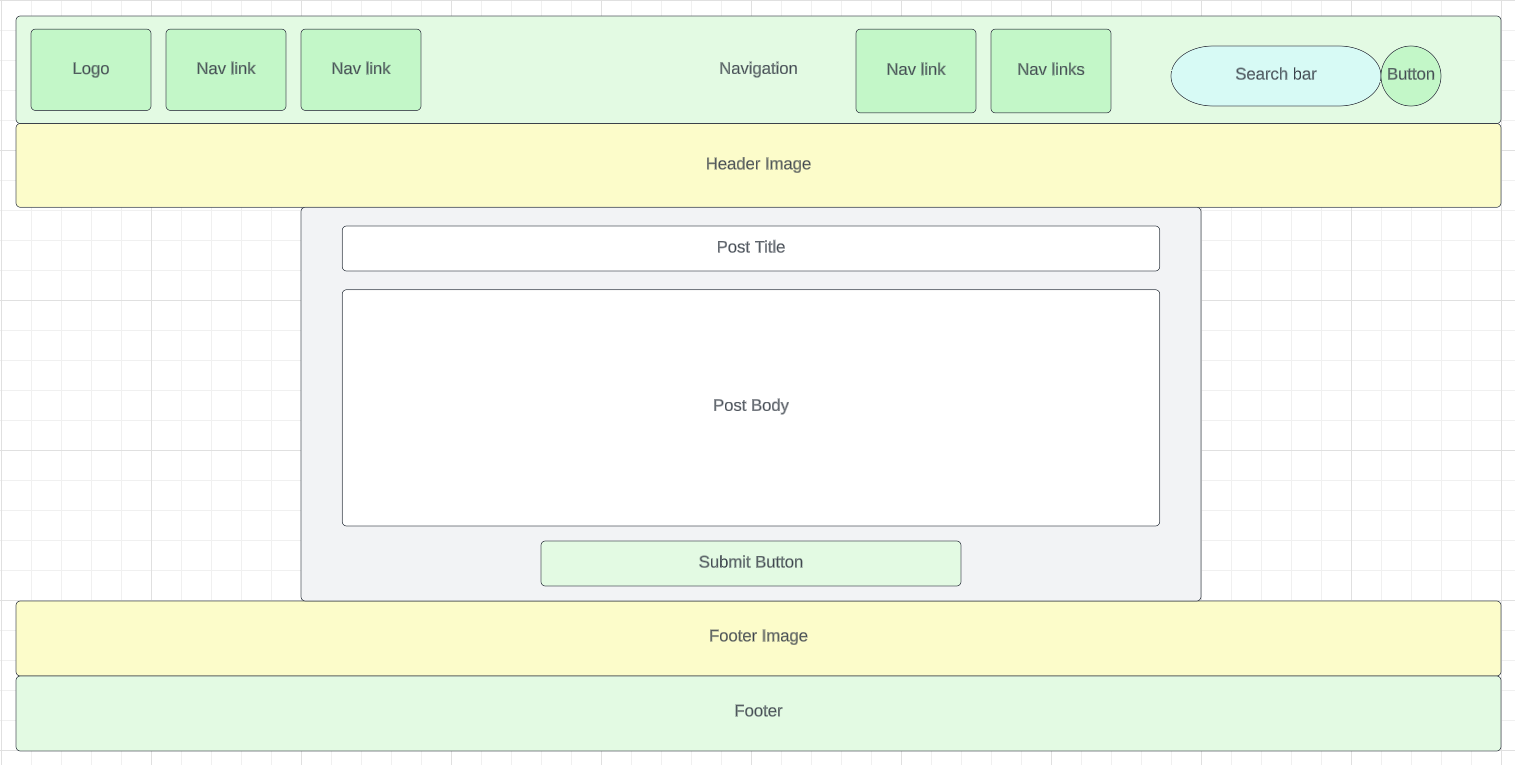 Logo
Nav link
Nav link
Navigation
Nav link
Nav links
Search bar
Button
Header Image
Post Title
Post Body
Submit Button
Footer Image
Footer